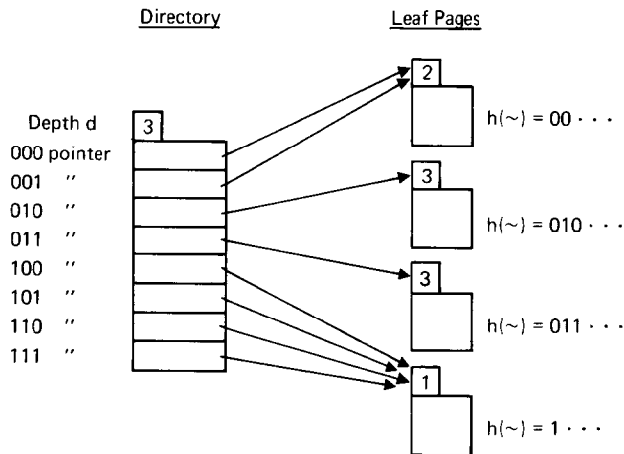 Directory
Leaf Pages
Depth d
3
000 pointer
001 "
010 "
011 "
100 "
101 "
110 "
111 "
2
h(~) = 00 · · ·
3
h(~) = 010 · · ·
3
h(~) = 011 · · ·
1
h(~) = 1 · · ·